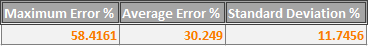 Maximum Error % Average Error % Standard Deviation %
58.4161 30.249 11.7456